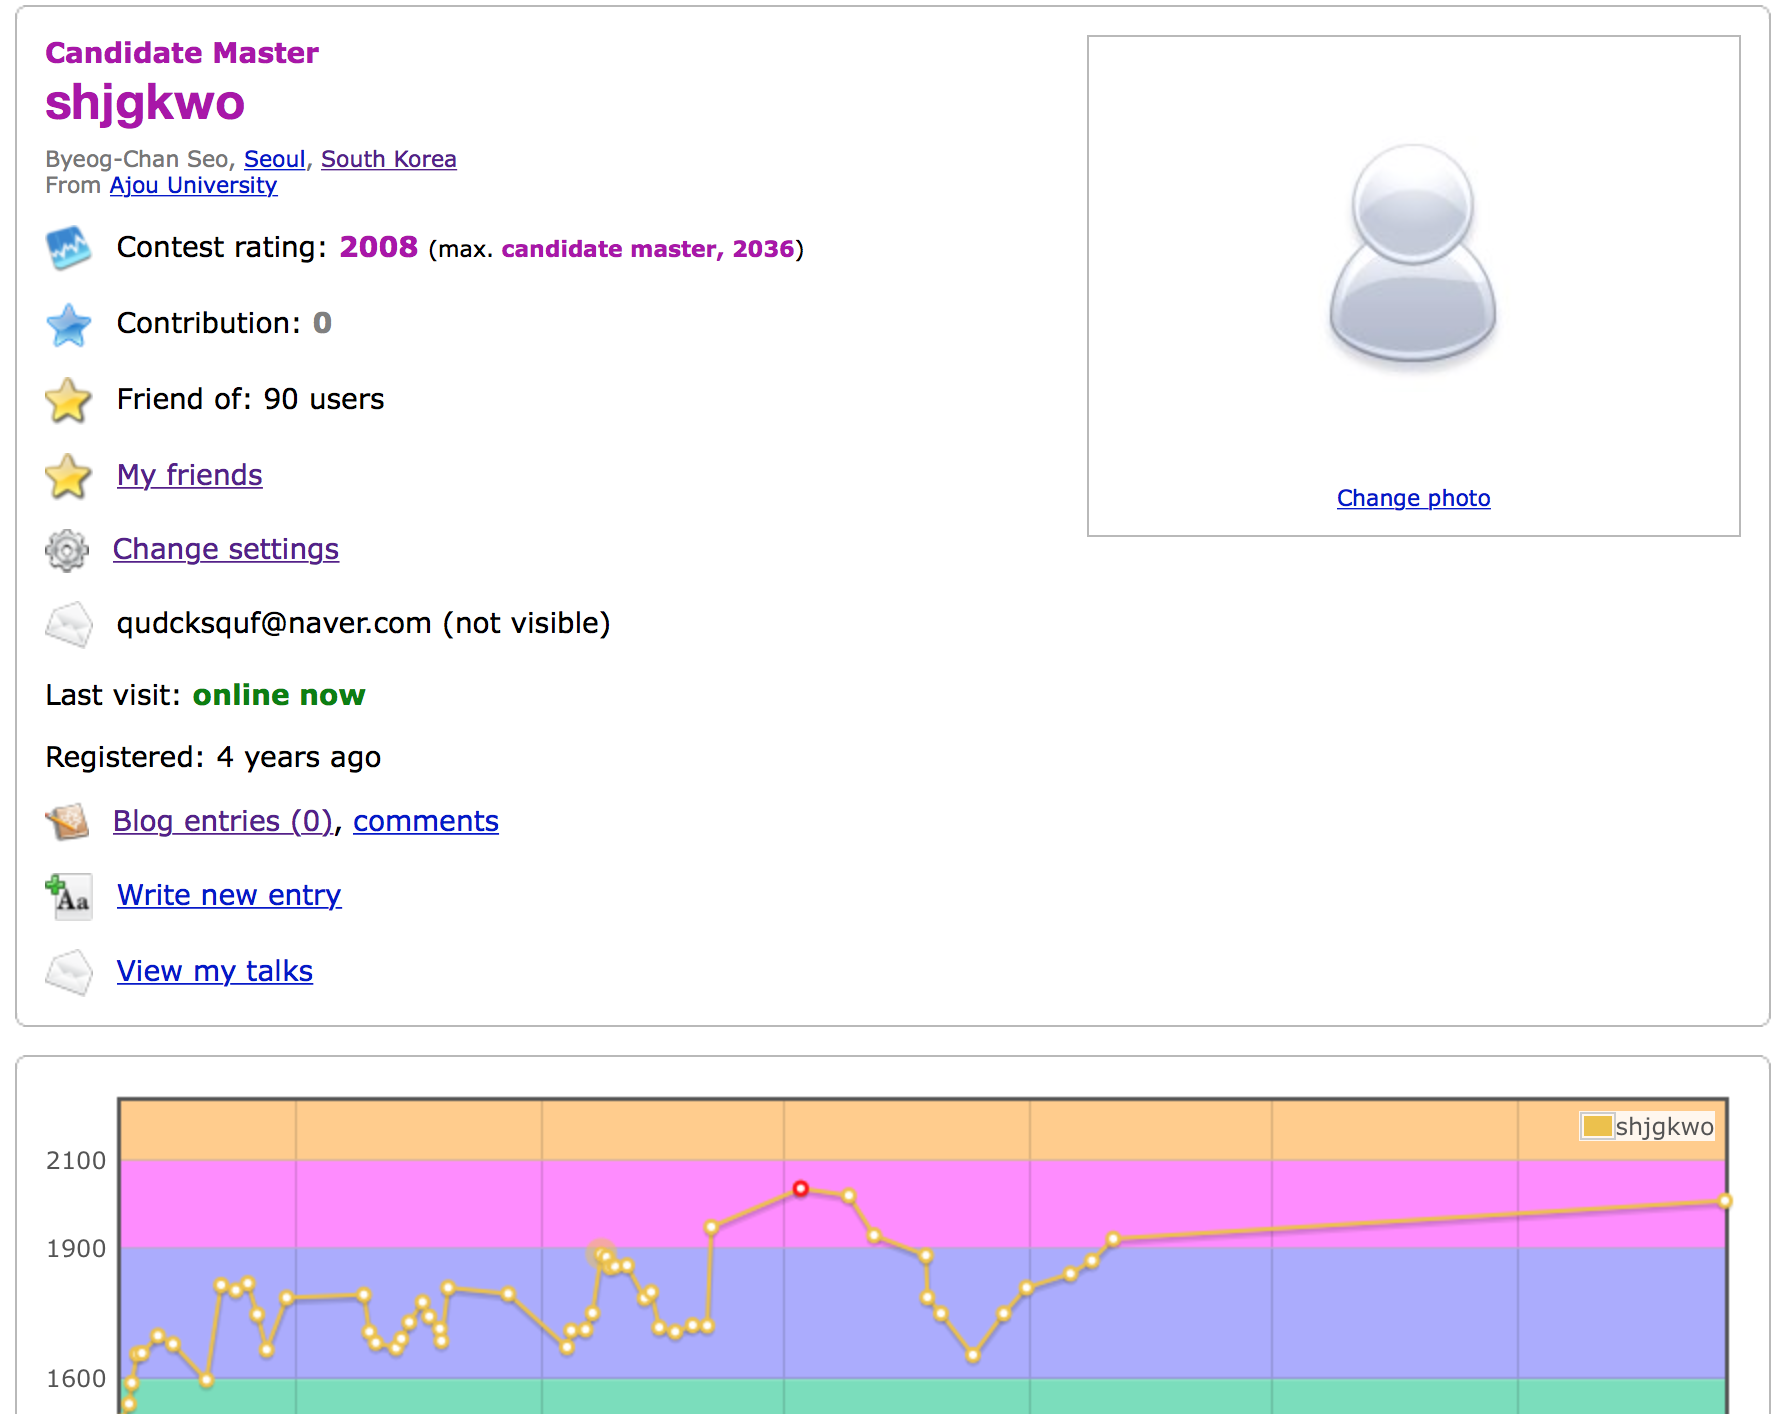 Candidate Master
shjgkwo
Byeog-Chan Seo, Seoul, South Korea
From Ajou University
Contest rating: 2008 (max. candidate master, 2036)
Contribution: 0
Friend of: 90 users
My friends
Change settings
qudcksquf@naver.com (not visible)
Last visit: online now
Registered: 4 years ago
Blog entries (0), comments
Aa
Write new entry
View my talks
Change photo
shjgkwo
2100
1900
1600